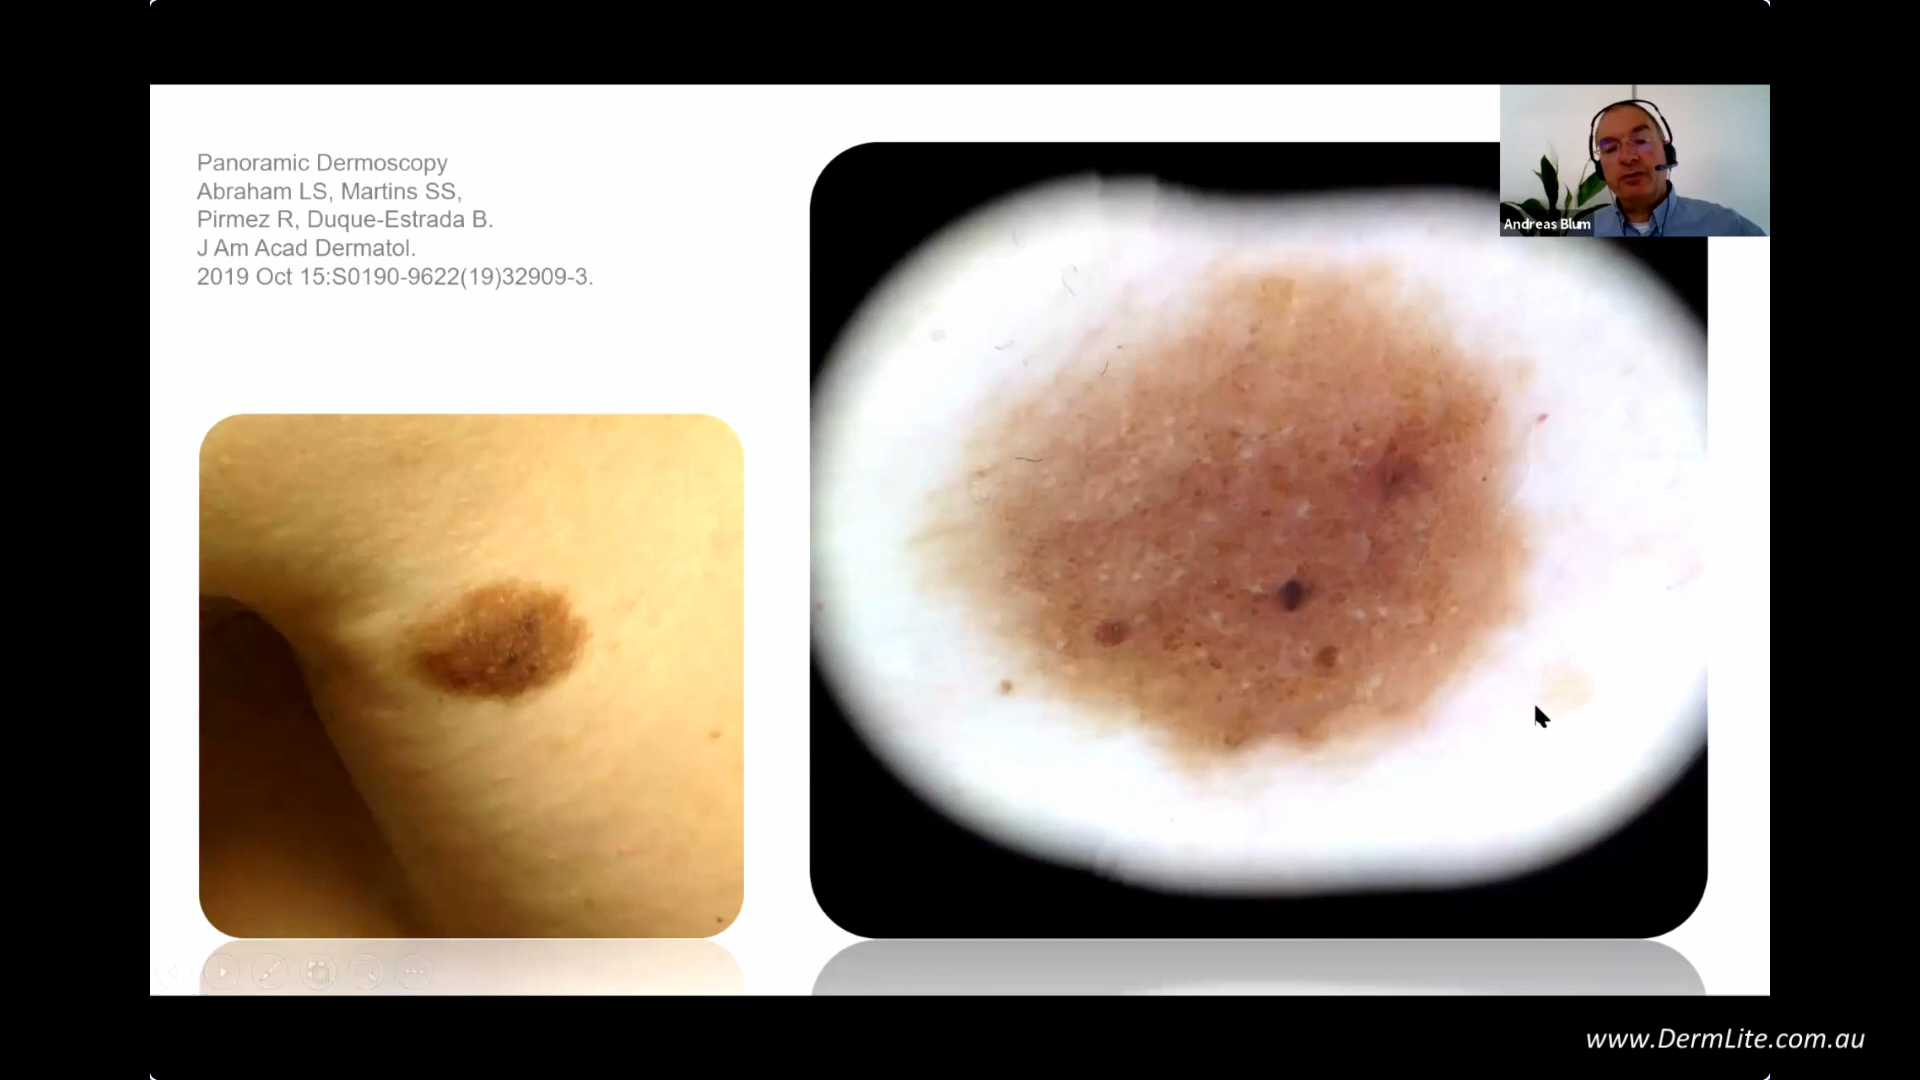 Panoramic Dermoscopy
Abraham LS, Martins SS,
Pirmez R, Duque-Estrada B.
J Am Acad Dermatol.
2019 Oct 15:S0190-9622(19)32909-3.
Andreas Blum
www.DermLite.com.au